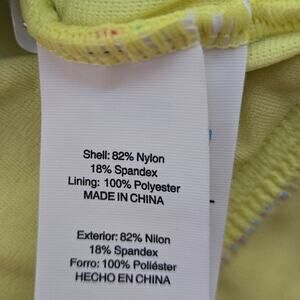 Shell: 82% Nylon
18% Spandex
Lining: 100% Polyester
MADE IN CHINA
Exterior: 82% Nilon
18% Spandex
Forro: 100% Poliéster
HECHO EN CHINA